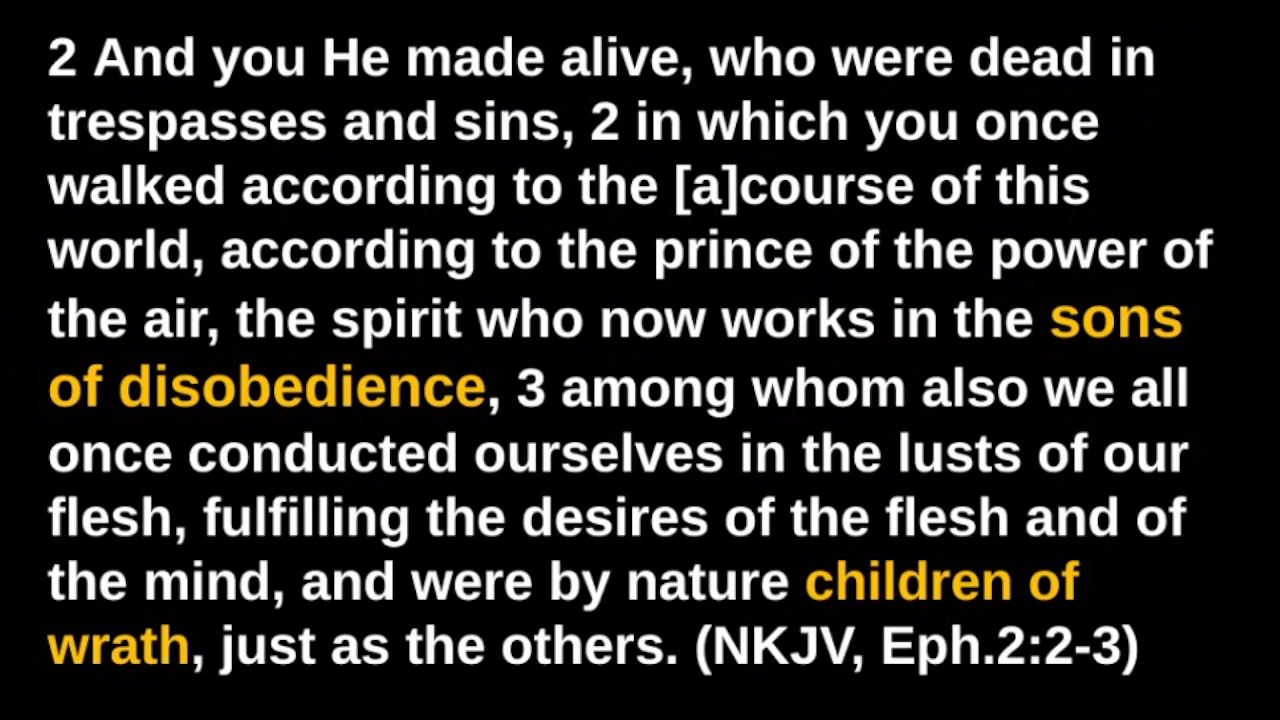 2 And you He made alive, who were dead in
trespasses and sins, 2 in which you once
walked according to the [a]course of this
world, according to the prince of the power of
the air, the spirit who now works in the sons
of disobedience, 3 among whom also we all
once conducted ourselves in the lusts of our
flesh, fulfilling the desires of the flesh and of
the mind, and were by nature children of
wrath, just as the others. (NKJV, Eph.2:2-3)